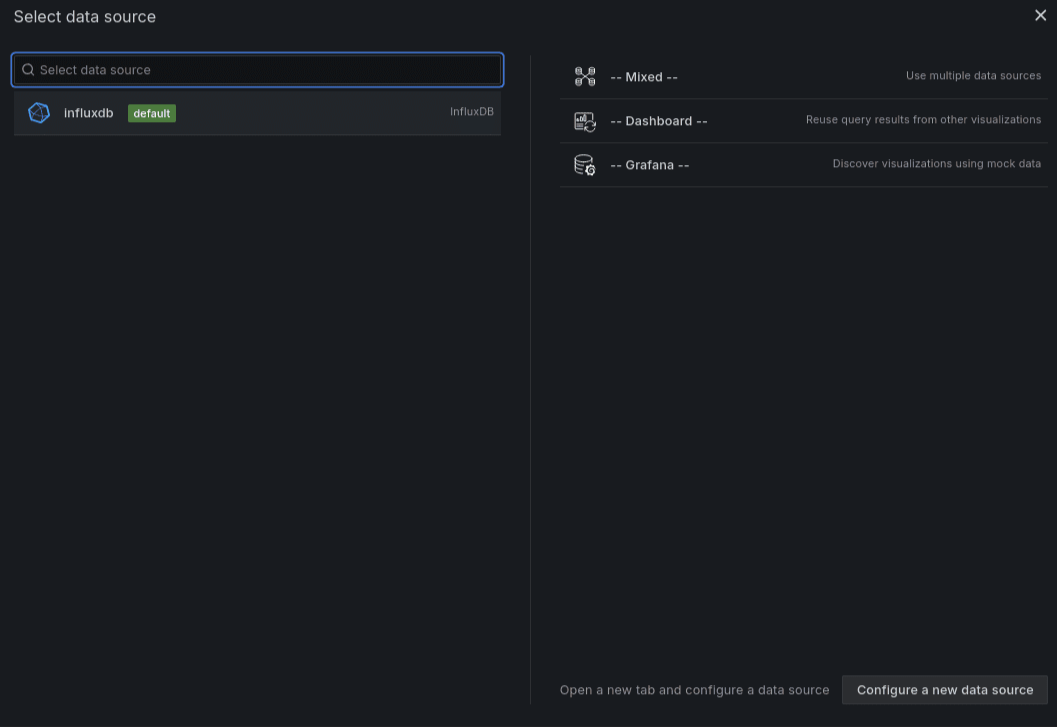 Select data source
Select data source
influxdb default InfluxDB
-- Mixed -- Use multiple data sources
-- Dashboard -- Reuse query results from other visualizations
-- Grafana -- Discover visualizations using mock data
Open a new tab and configure a data source Configure a new data source